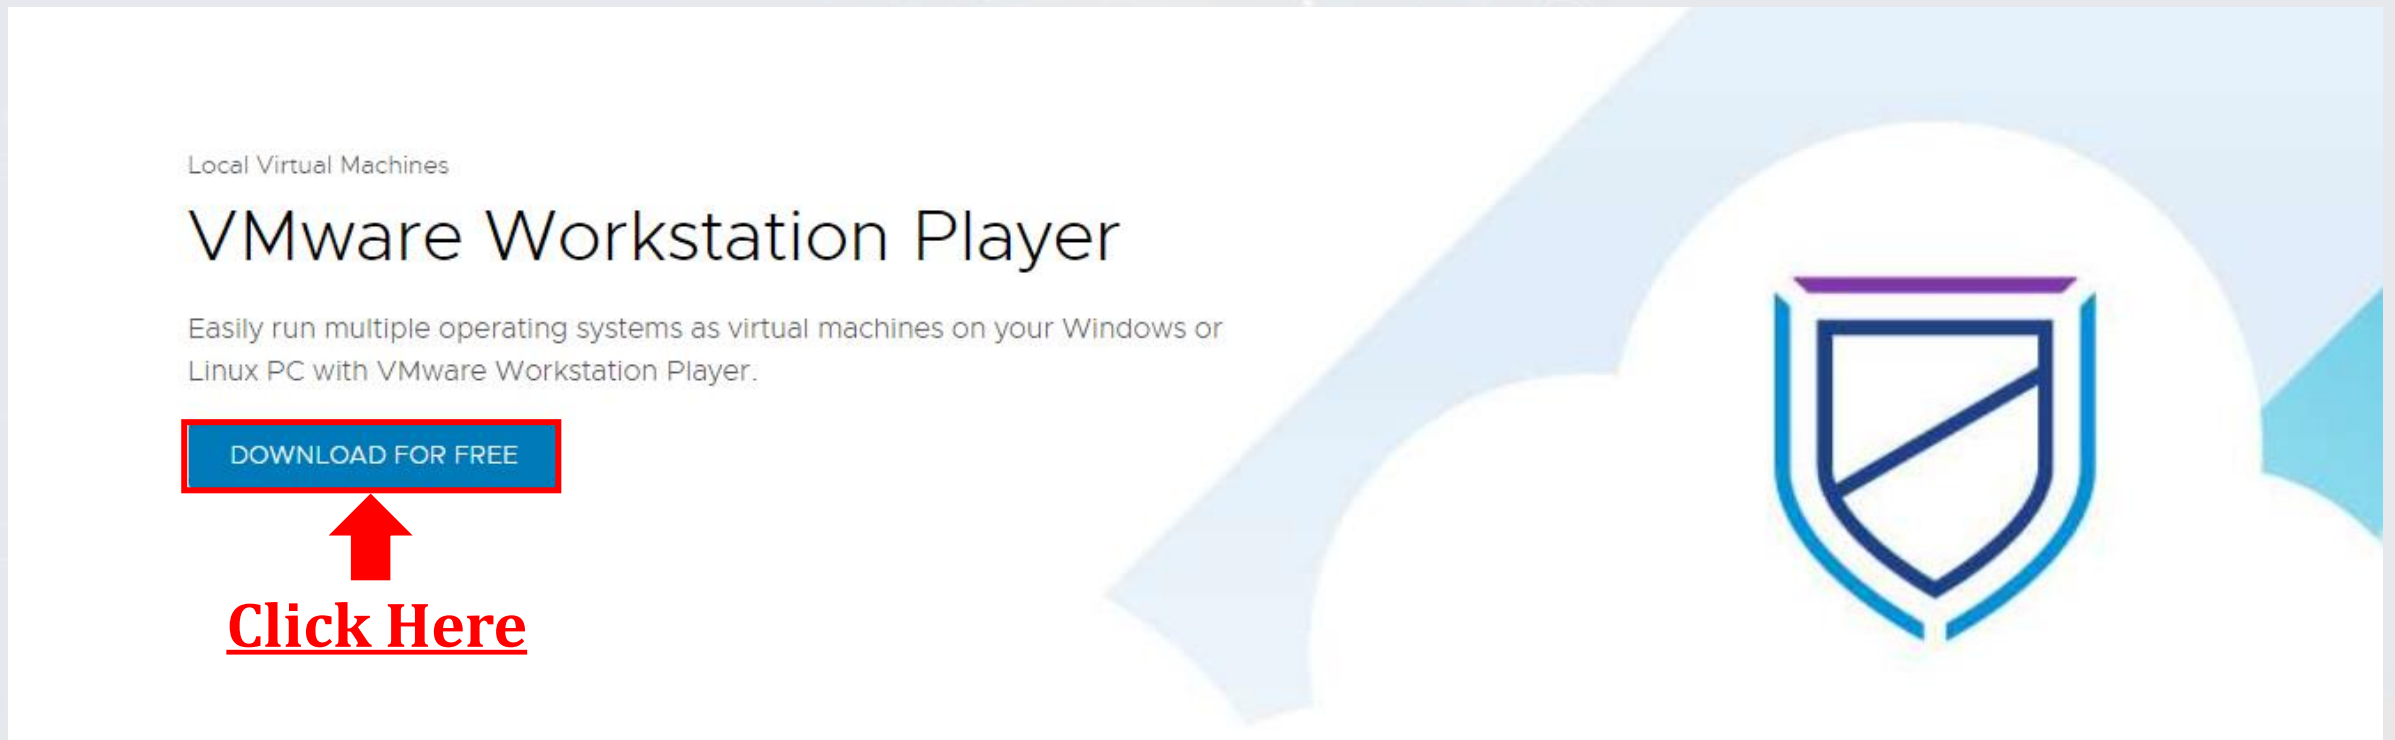 Local Virtual Machines
VMware Workstation Player
Easily run multiple operating systems as virtual machines on your Windows or
Linux PC with VMware Workstation Player.
DOWNLOAD FOR FREE
Click Here